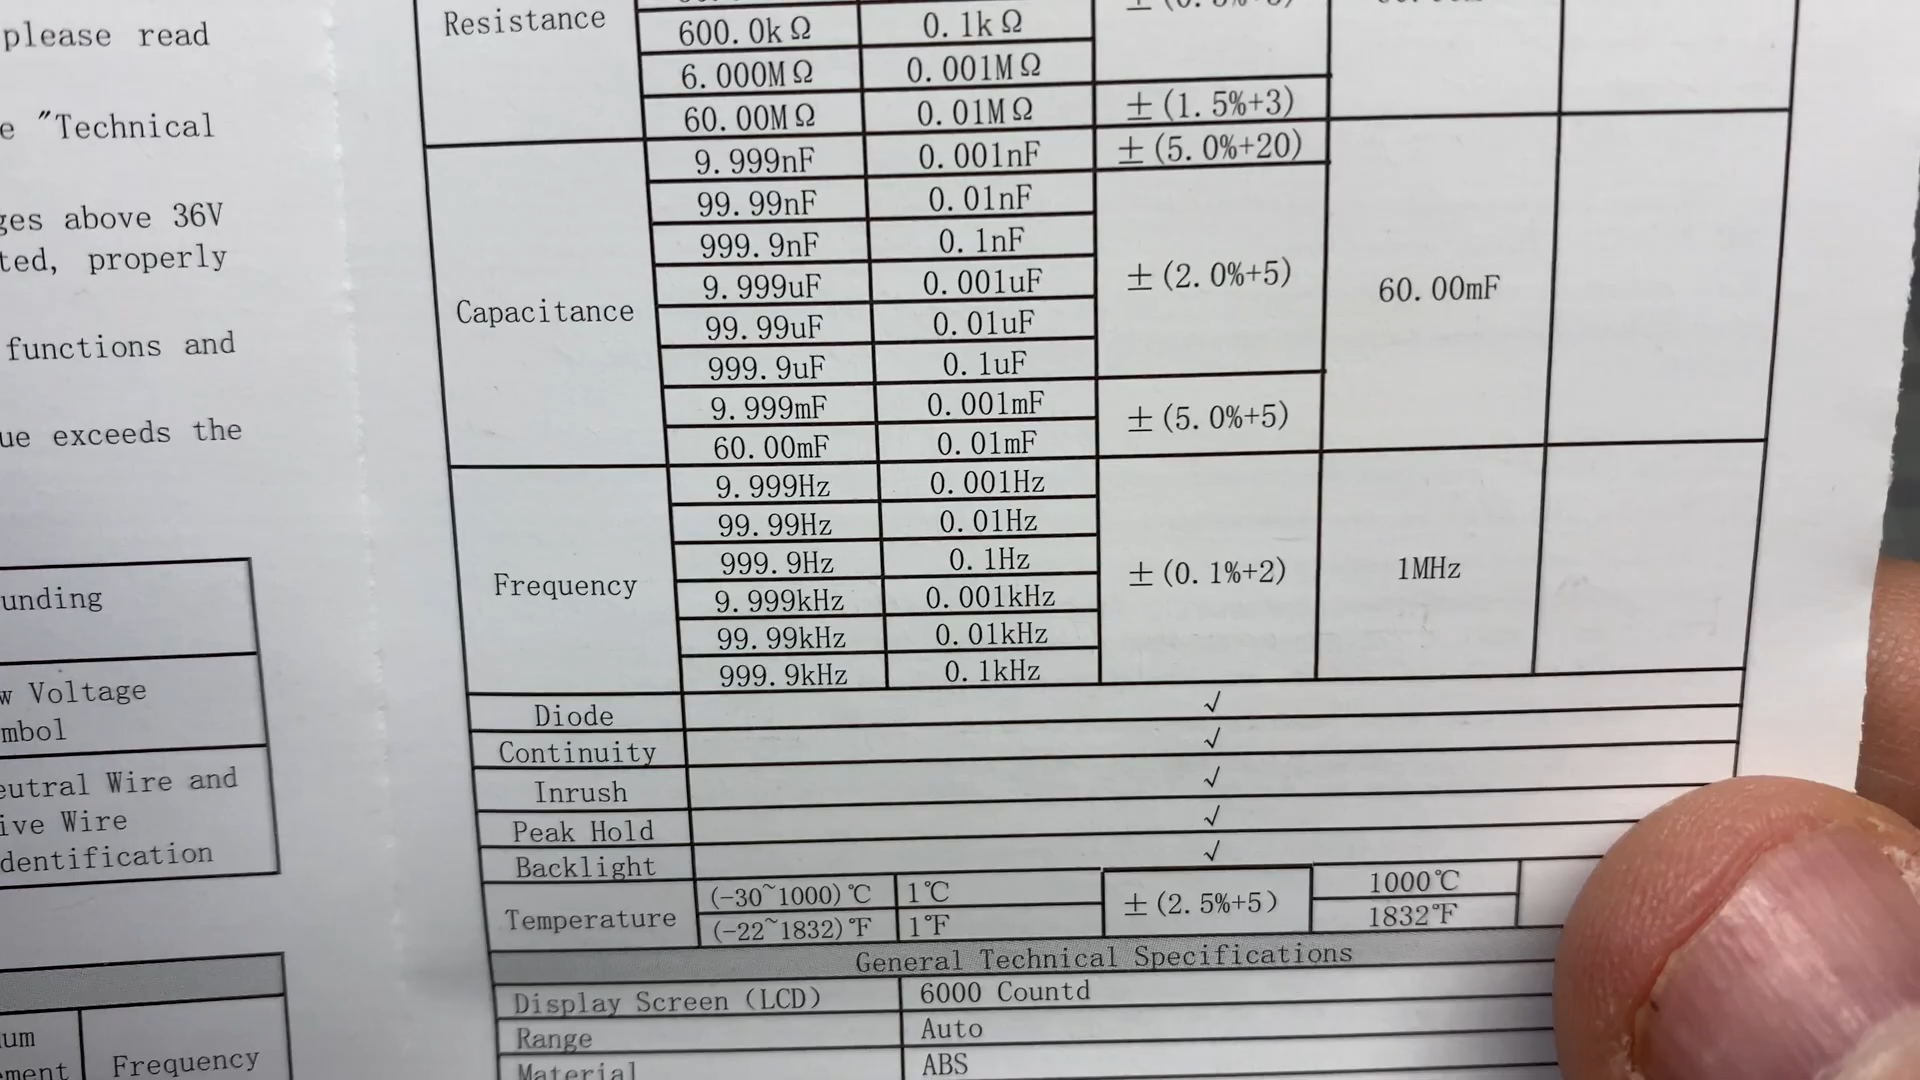 please read
e "Technical
ges above 36V
ted, properly
functions and
ue exceeds the
unding
w Voltage
mbol
eutral Wire and
ive Wire
dentification
um
ement
Frequency
Resistance
600.0kΩ 0.1kΩ
6.000MΩ 0.001MΩ
60.00MΩ 0.01MΩ ±(1.5%+3)
Capacitance
9.999nF 0.001nF ±(5.0%+20)
99.99nF 0.01nF
999.9nF 0.1nF
9.999uF 0.001uF ±(2.0%+5) 60.00mF
99.99uF 0.01uF
999.9uF 0.1uF
9.999mF 0.001mF ±(5.0%+5)
60.00mF 0.01mF
Frequency
9.999Hz 0.001Hz
99.99Hz 0.01Hz
999.9Hz 0.1Hz ±(0.1%+2) 1MHz
9.999kHz 0.001kHz
99.99kHz 0.01kHz
999.9kHz 0.1kHz
Diode √
Continuity √
Inrush √
Peak Hold √
Backlight √
Temperature
(-30~1000)℃ 1℃ ±(2.5%+5) 1000℃
(-22~1832)℉ 1℉ 1832℉
General Technical Specifications
Display Screen (LCD) 6000 Countd
Range Auto
Material ABS